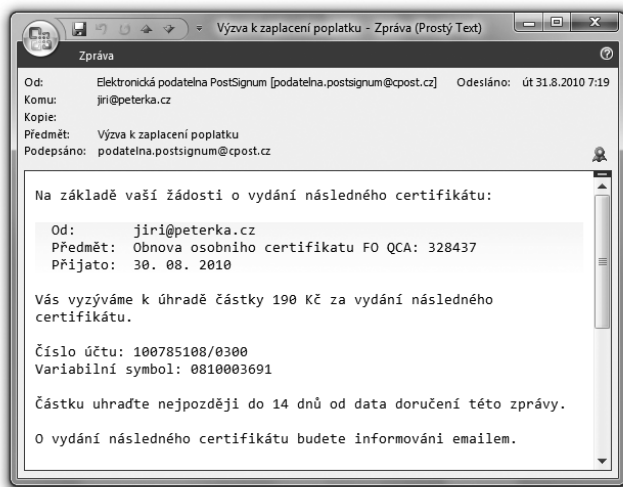 Výzva k zaplacení poplatku - Zpráva (Prostý Text)
Zpráva
Od: Elektronická podatelna PostSignum [podatelna.postsignum@cpost.cz] Odesláno: út 31.8.2010 7:19
Komu: jiri@peterka.cz
Kopie:
Předmět: Výzva k zaplacení poplatku
Podepsáno: podatelna.postsignum@cpost.cz
Na základě vaší žádosti o vydání následného certifikátu:
Od: jiri@peterka.cz
Předmět: Obnova osobniho certifikatu FO QCA: 328437
Přijato: 30. 08. 2010
Vás vyzýváme k úhradě částky 190 Kč za vydání následného
certifikátu.
Číslo účtu: 100785108/0300
Variabilní symbol: 0810003691
Částku uhraďte nejpozději do 14 dnů od data doručení této zprávy.
O vydání následného certifikátu budete informováni emailem.